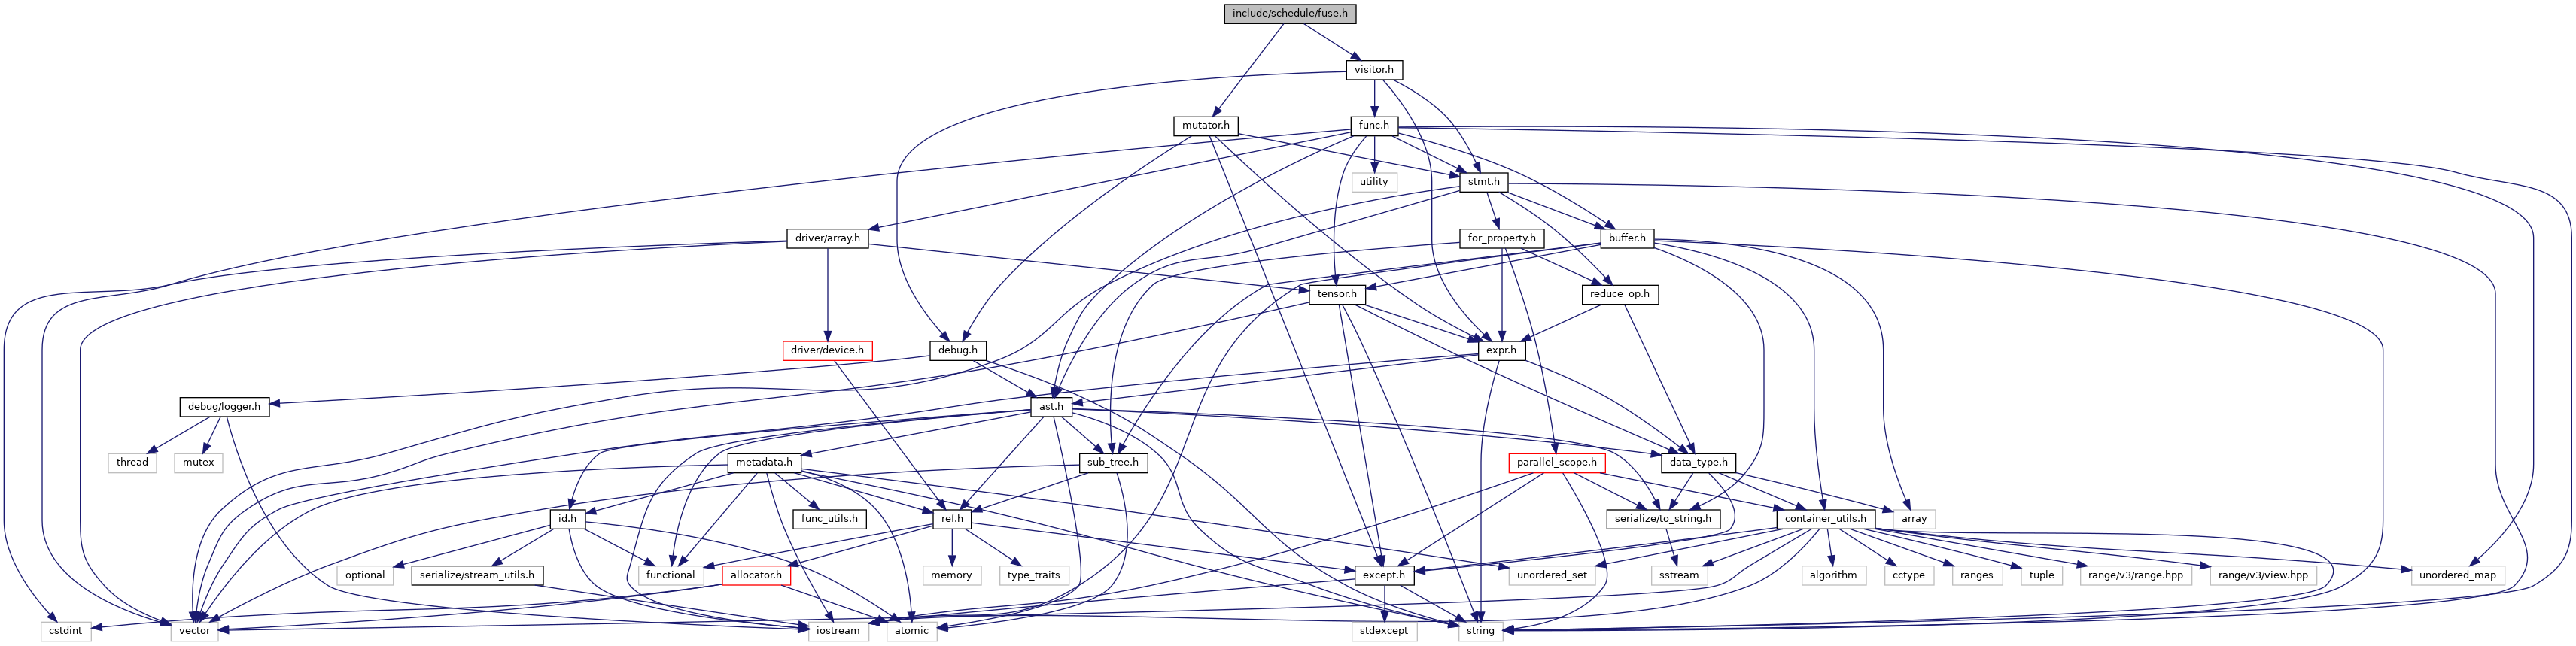 include/schedule/fuse.h
visitor.h
mutator.h
func.h
utility
stmt.h
driver/array.h
for_property.h
buffer.h
tensor.h
reduce_op.h
driver/device.h
debug.h
expr.h
debug/logger.h
ast.h
thread
mutex
metadata.h
sub_tree.h
parallel_scope.h
data_type.h
id.h
func_utils.h
ref.h
serialize/to_string.h
container_utils.h
array
optional
serialize/stream_utils.h
functional
allocator.h
memory
type_traits
except.h
unordered_set
sstream
algorithm
cctype
ranges
tuple
range/v3/range.hpp
range/v3/view.hpp
unordered_map
cstdint
vector
iostream
atomic
stdexcept
string